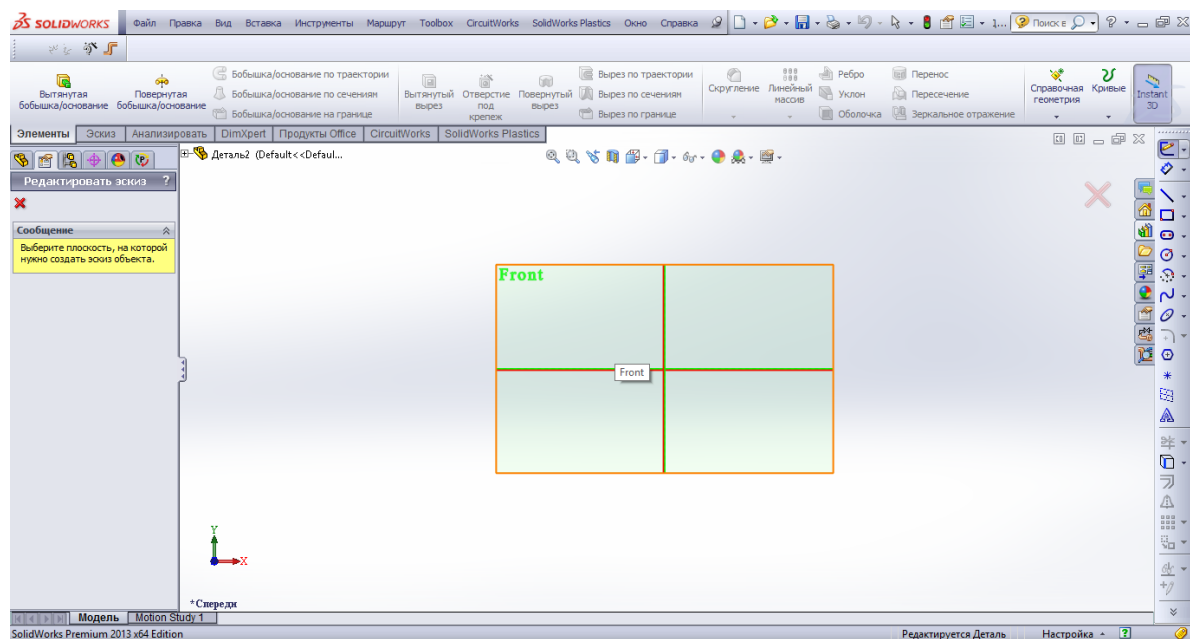 SOLIDWORKS Файл Правка Вид Вставка Инструменты Маршрут Toolbox CircuitWorks SolidWorks Plastics Окно Справка 1... Поиск в ?
Вытянутая бобышка/основание
Повернутая бобышка/основание
Бобышка/основание по траектории
Бобышка/основание по сечениям
Бобышка/основание на границе
Вытянутый вырез
Отверстие под крепеж
Повернутый вырез
Вырез по траектории
Вырез по сечениям
Вырез по границе
Скругление
Линейный массив
Ребро
Уклон
Оболочка
Перенос
Пересечение
Зеркальное отражение
Справочная геометрия
Кривые
Instant 3D
Элементы Эскиз Анализировать DimXpert Продукты Office CircuitWorks SolidWorks Plastics
Деталь2 (Default<<Defaul...
Редактировать эскиз ?
Сообщение
Выберите плоскость, на которой
нужно создать эскиз объекта.
Front
Front
Y
X
*Спереди
Модель Motion Study 1
SolidWorks Premium 2013 x64 Edition Редактируется Деталь Настройка ?